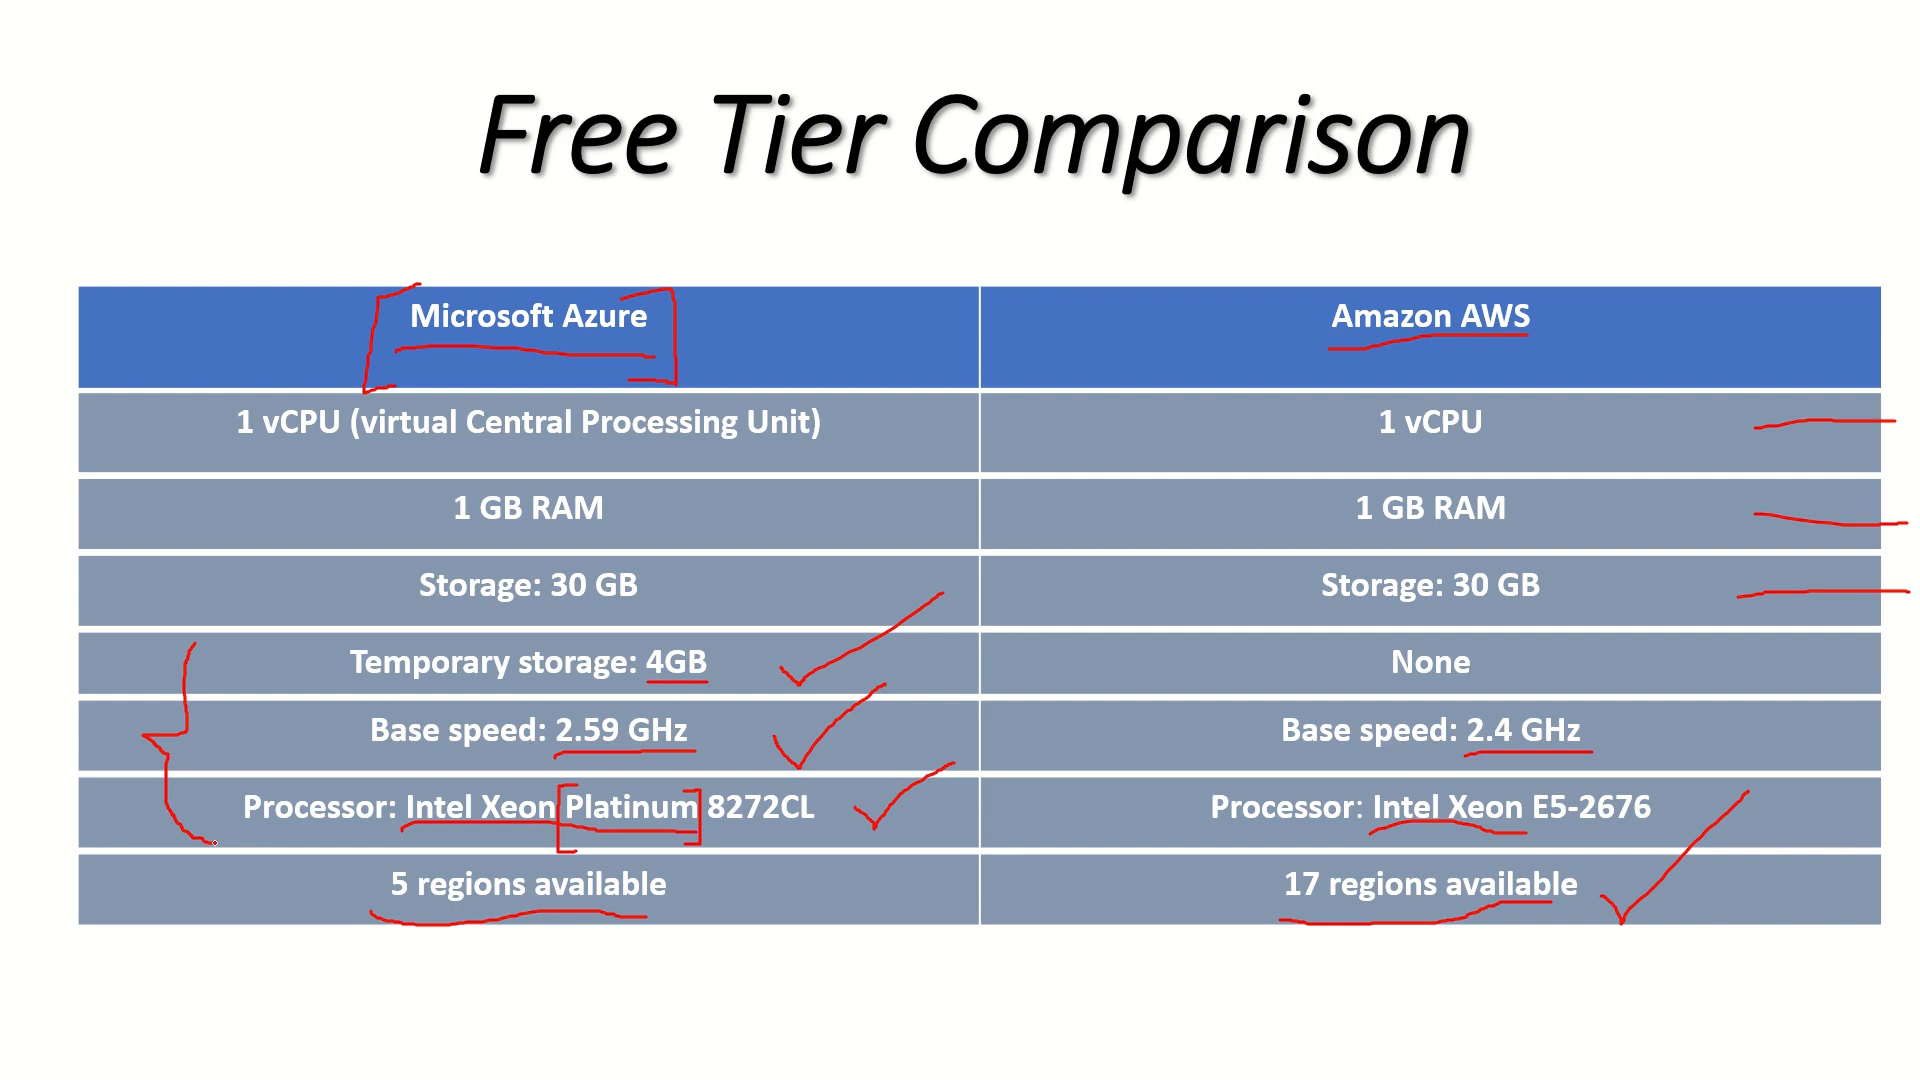 Free Tier Comparison
Microsoft Azure
Amazon AWS
1 vCPU (virtual Central Processing Unit)
1 vCPU
1 GB RAM
1 GB RAM
Storage: 30 GB
Storage: 30 GB
Temporary storage: 4GB
None
Base speed: 2.59 GHz
Base speed: 2.4 GHz
Processor: Intel Xeon Platinum 8272CL
Processor: Intel Xeon E5-2676
5 regions available
17 regions available